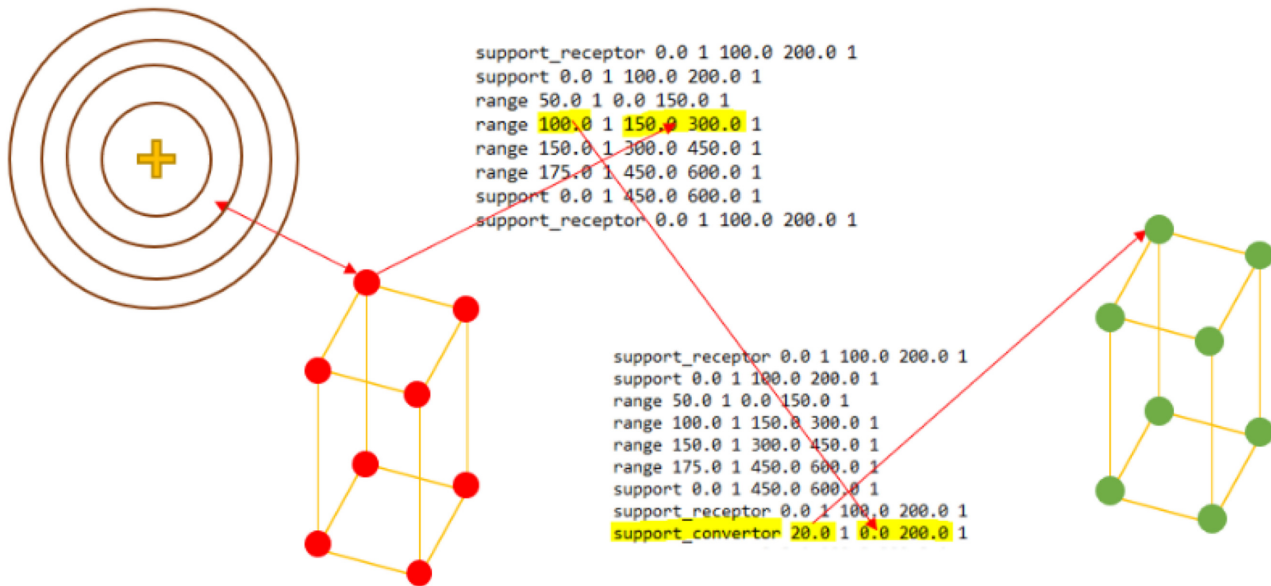 support_receptor 0.0 1 100.0 200.0 1
support 0.0 1 100.0 200.0 1
range 50.0 1 0.0 150.0 1
range 100.0 1 150.0 300.0 1
range 150.0 1 300.0 450.0 1
range 175.0 1 450.0 600.0 1
support 0.0 1 450.0 600.0 1
support_receptor 0.0 1 100.0 200.0 1
support_receptor 0.0 1 100.0 200.0 1
support 0.0 1 100.0 200.0 1
range 50.0 1 0.0 150.0 1
range 100.0 1 150.0 300.0 1
range 150.0 1 300.0 450.0 1
range 175.0 1 450.0 600.0 1
support 0.0 1 450.0 600.0 1
support_receptor 0.0 1 100.0 200.0 1
support_convertor 20.0 1 0.0 200.0 1